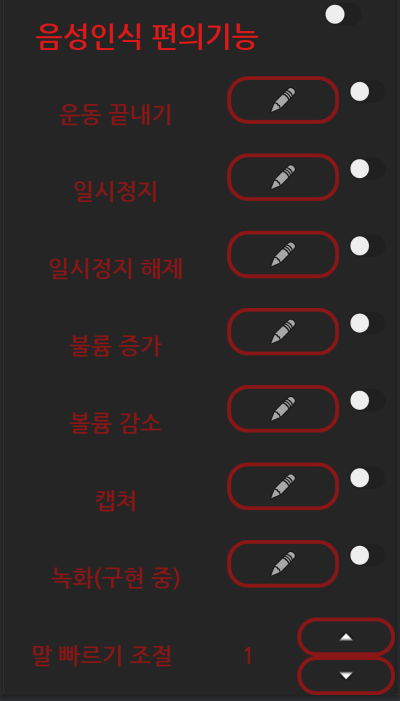 음성인식 편의기능
운동 끝내기
일시정지
일시정지 해제
볼륨 증가
볼륨 감소
캡쳐
녹화(구현 중)
말 빠르기 조절 1